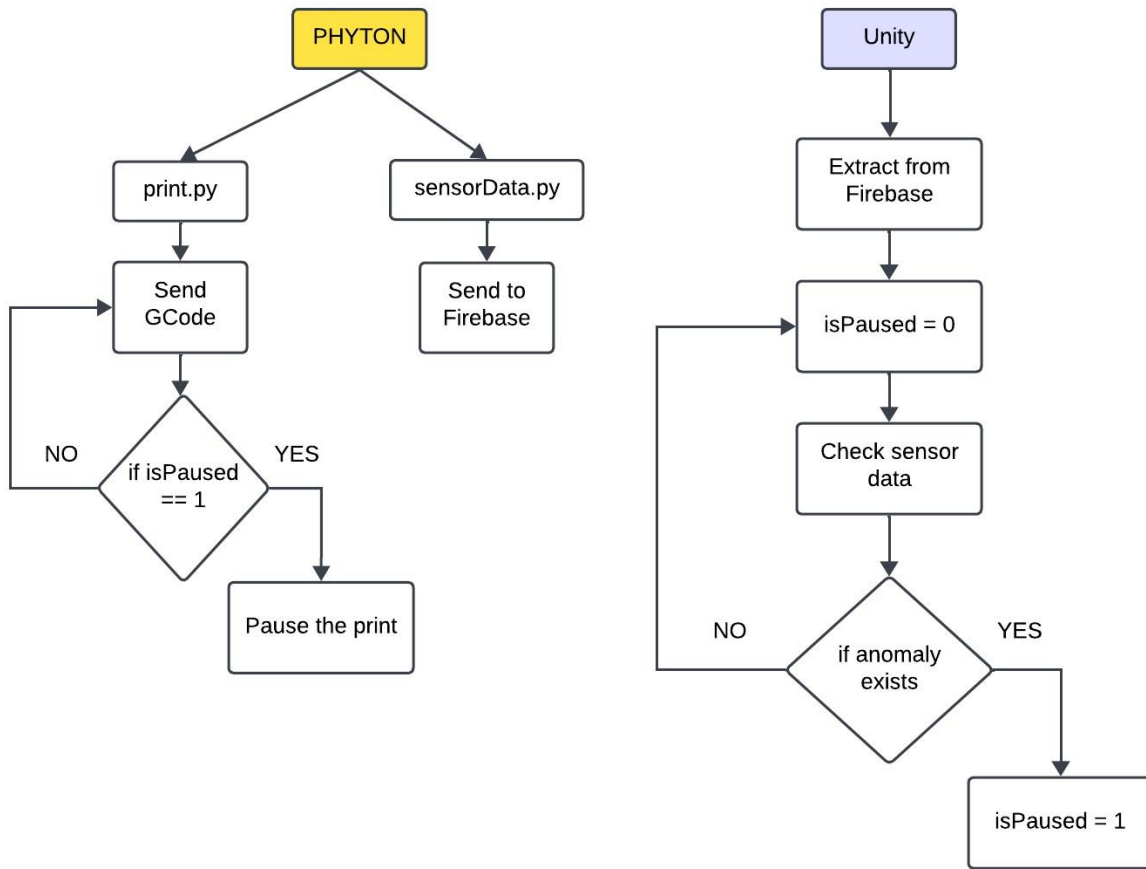 PHYTON
print.py
sensorData.py
Send
GCode
Send to
Firebase
NO
YES
if isPaused
== 1
Pause the print
Unity
Extract from
Firebase
isPaused = 0
Check sensor
data
NO
YES
if anomaly
exists
isPaused = 1